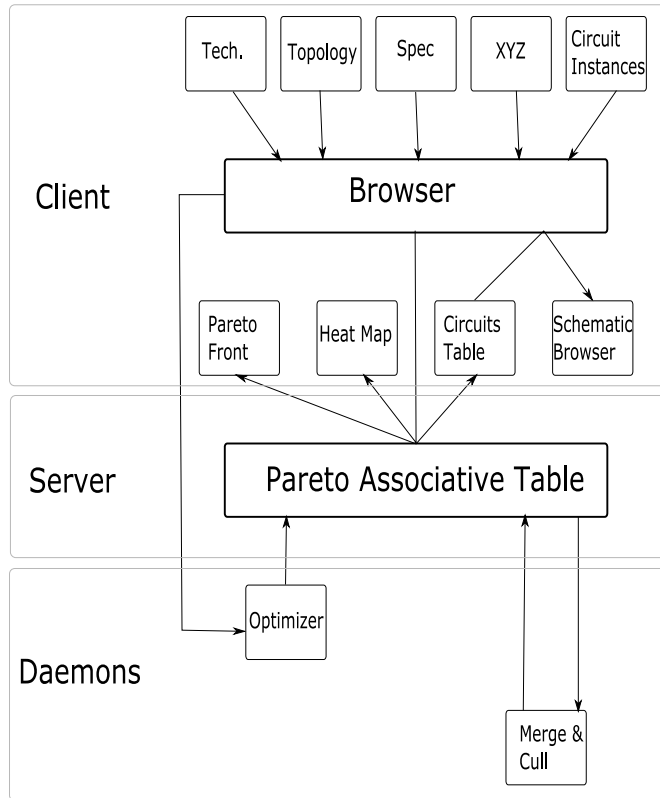 Tech.
Topology
Spec
XYZ
Circuit
Instances
Client
Browser
Pareto
Front
Heat Map
Circuits
Table
Schematic
Browser
Server
Pareto Associative Table
Optimizer
Daemons
Merge &
Cull